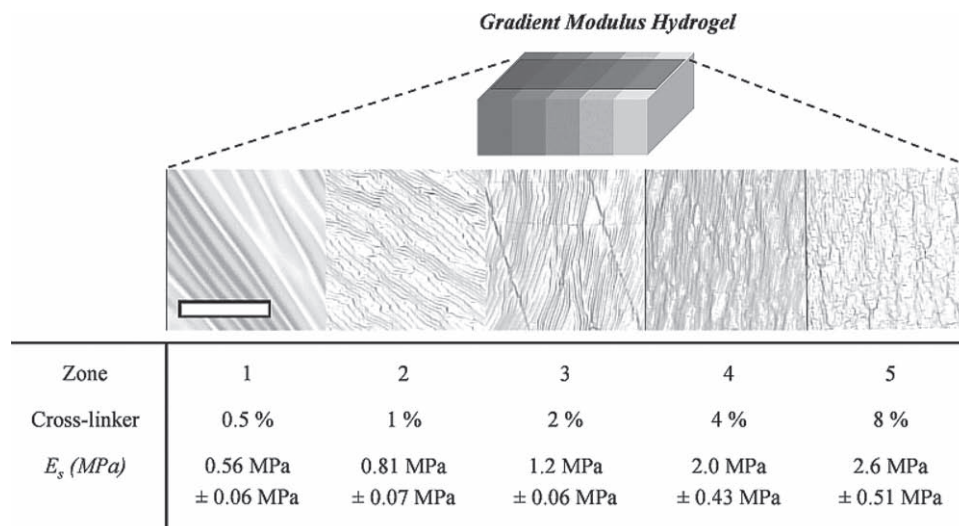 Gradient Modulus Hydrogel
Zone 1 2 3 4 5
Cross-linker 0.5 % 1 % 2 % 4 % 8 %
E_s (MPa) 0.56 MPa 0.81 MPa 1.2 MPa 2.0 MPa 2.6 MPa
± 0.06 MPa ± 0.07 MPa ± 0.06 MPa ± 0.43 MPa ± 0.51 MPa